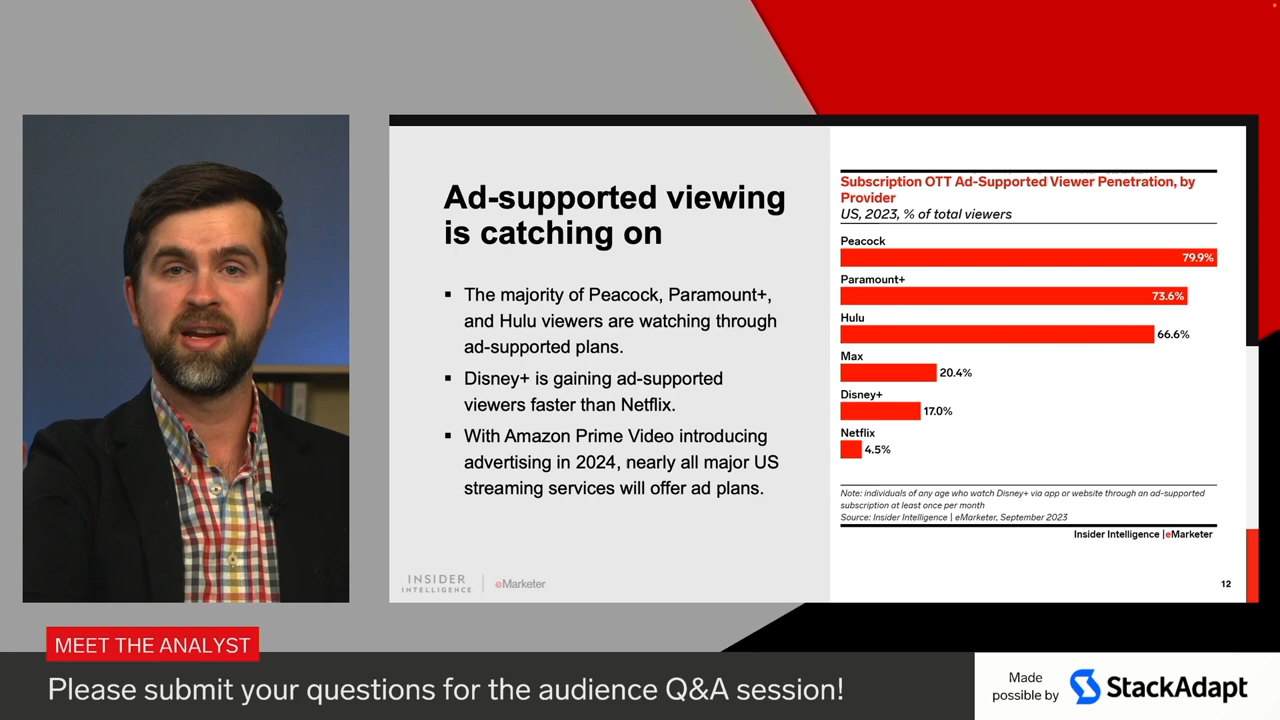 Ad-supported viewing
is catching on
▪ The majority of Peacock, Paramount+,
and Hulu viewers are watching through
ad-supported plans.
▪ Disney+ is gaining ad-supported
viewers faster than Netflix.
▪ With Amazon Prime Video introducing
advertising in 2024, nearly all major US
streaming services will offer ad plans.
INSIDER
INTELLIGENCE
eMarketer
Subscription OTT Ad-Supported Viewer Penetration, by
Provider
US, 2023, % of total viewers
Peacock
79.9%
Paramount+
73.6%
Hulu
66.6%
Max
20.4%
Disney+
17.0%
Netflix
4.5%
Note: individuals of any age who watch Disney+ via app or website through an ad-supported
subscription at least once per month
Source: Insider Intelligence | eMarketer, September 2023
Insider Intelligence |eMarketer
12
MEET THE ANALYST
Please submit your questions for the audience Q&A session!
Made
possible by
StackAdapt